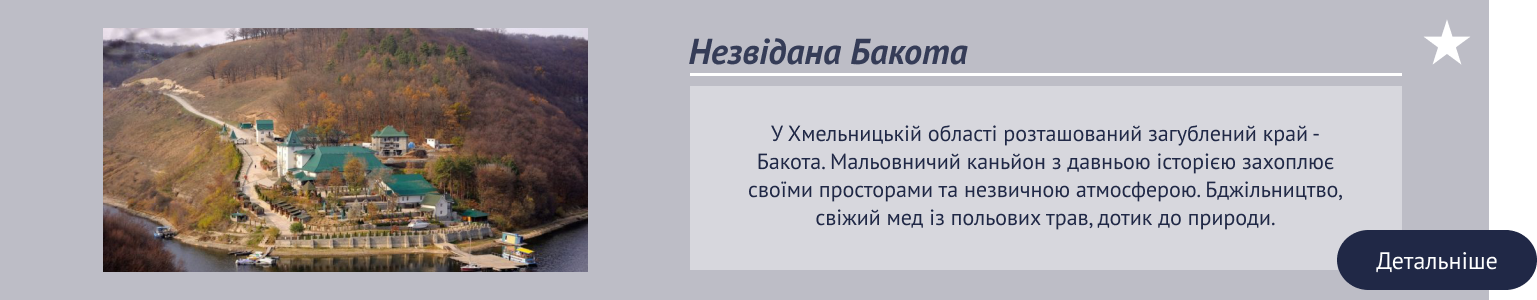 Незвідана Бакота
У Хмельницькій області розташований загублений край -
Бакота. Мальовничий каньйон з давньою історією захоплює
своїми просторами та незвичною атмосферою. Бджільництво,
свіжий мед із польових трав, дотик до природи.
Детальніше